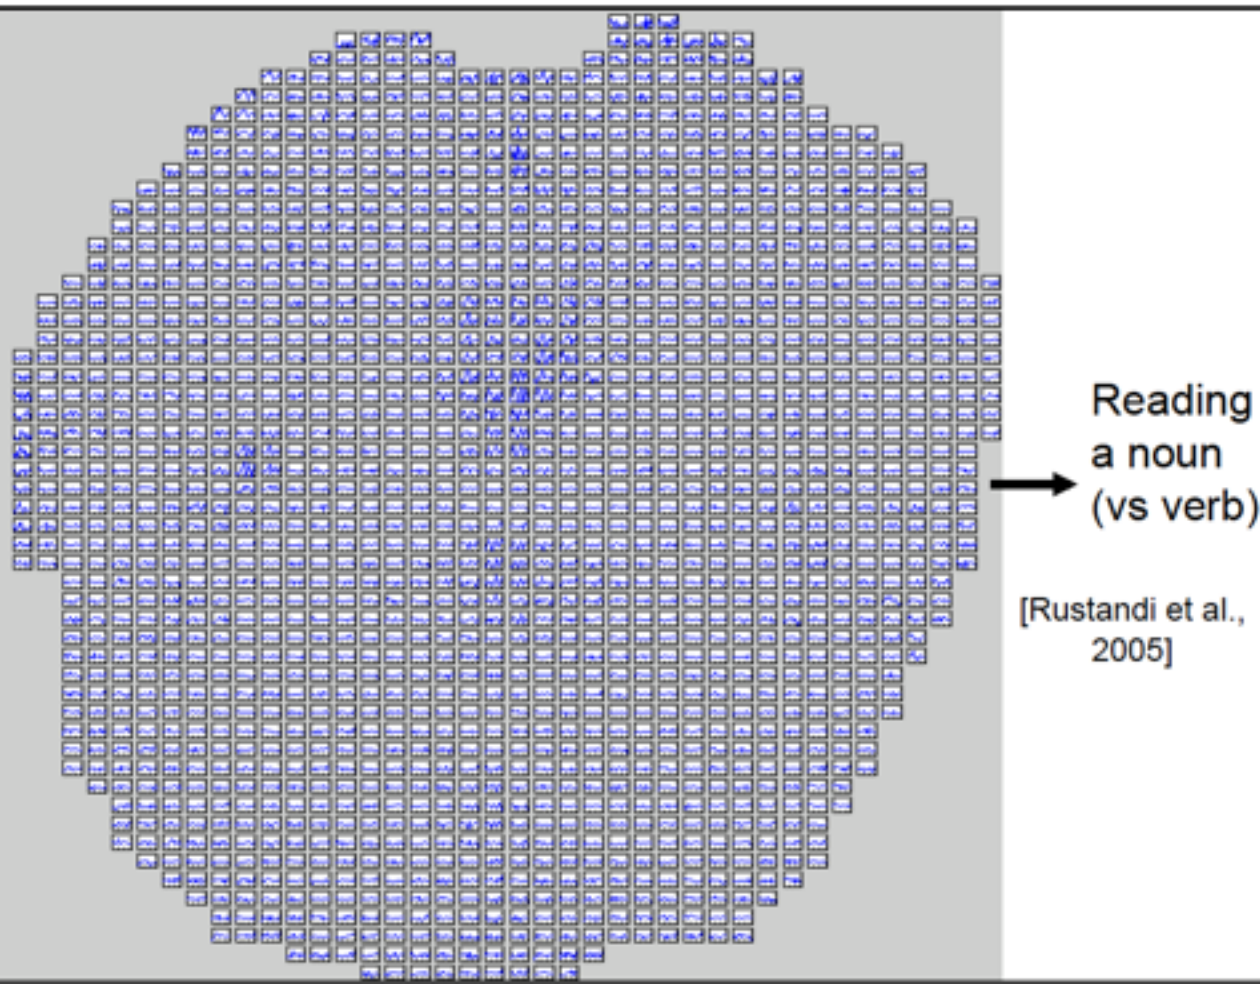 Reading
a noun
(vs verb)
[Rustandi et al.,
2005]